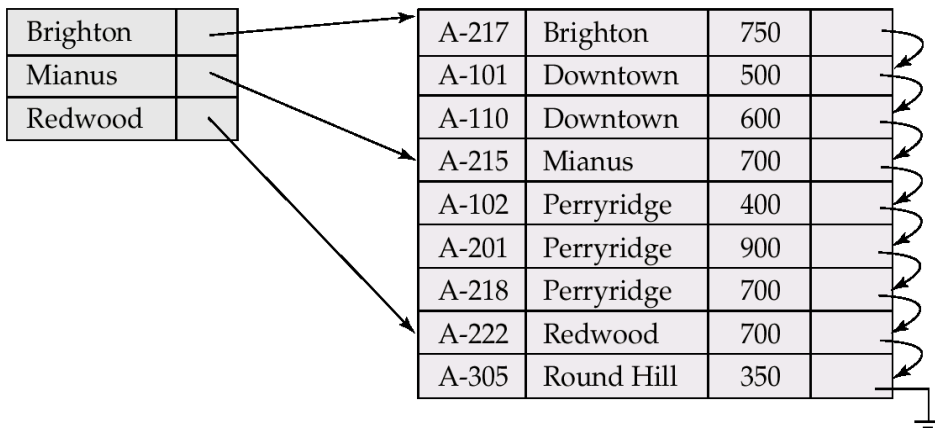 Brighton
Mianus
Redwood
A-217 Brighton 750
A-101 Downtown 500
A-110 Downtown 600
A-215 Mianus 700
A-102 Perryridge 400
A-201 Perryridge 900
A-218 Perryridge 700
A-222 Redwood 700
A-305 Round Hill 350